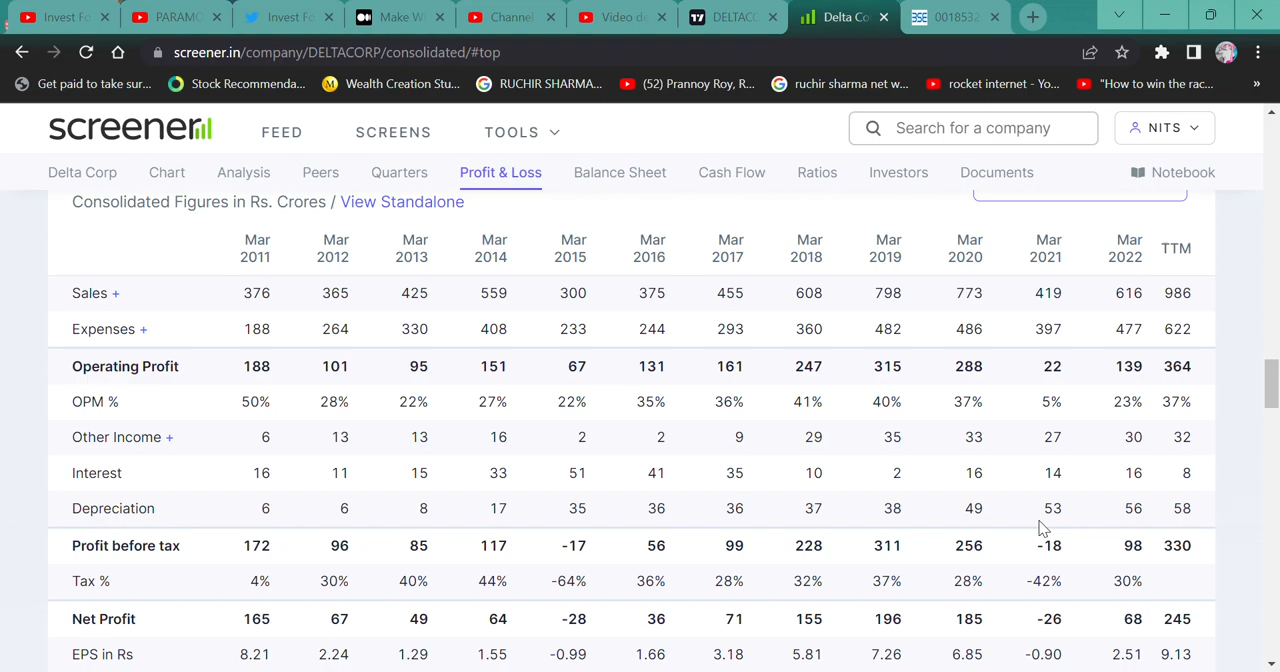 Invest Fo
PARAMO
Invest Fo
Make W
Channel
Video de
DELTACO
Delta Co
BSE 0018532
screener.in/company/DELTACORP/consolidated/#top
Get paid to take sur... Stock Recommenda... Wealth Creation Stu... RUCHIR SHARMA... (52) Prannoy Roy, R... ruchir sharma net w... rocket internet - Yo... "How to win the rac... »
screener FEED SCREENS TOOLS Search for a company NITS
Delta Corp Chart Analysis Peers Quarters Profit & Loss Balance Sheet Cash Flow Ratios Investors Documents Notebook
Consolidated Figures in Rs. Crores / View Standalone
Mar 2011 Mar 2012 Mar 2013 Mar 2014 Mar 2015 Mar 2016 Mar 2017 Mar 2018 Mar 2019 Mar 2020 Mar 2021 Mar 2022 TTM
Sales + 376 365 425 559 300 375 455 608 798 773 419 616 986
Expenses + 188 264 330 408 233 244 293 360 482 486 397 477 622
Operating Profit 188 101 95 151 67 131 161 247 315 288 22 139 364
OPM % 50% 28% 22% 27% 22% 35% 36% 41% 40% 37% 5% 23% 37%
Other Income + 6 13 13 16 2 2 9 29 35 33 27 30 32
Interest 16 11 15 33 51 41 35 10 2 16 14 16 8
Depreciation 6 6 8 17 35 36 36 37 38 49 53 56 58
Profit before tax 172 96 85 117 -17 56 99 228 311 256 -18 98 330
Tax % 4% 30% 40% 44% -64% 36% 28% 32% 37% 28% -42% 30%
Net Profit 165 67 49 64 -28 36 71 155 196 185 -26 68 245
EPS in Rs 8.21 2.24 1.29 1.55 -0.99 1.66 3.18 5.81 7.26 6.85 -0.90 2.51 9.13